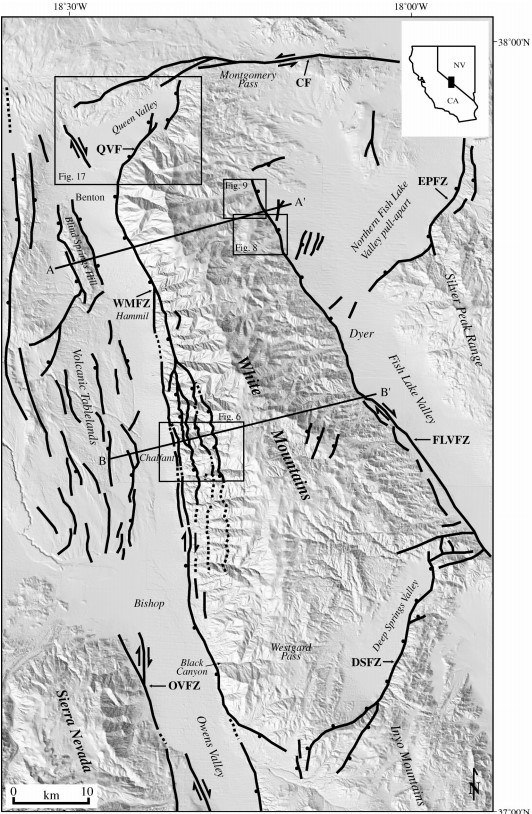 118°30'W
118°00'W
38°00'N
Montgomery
Pass
CF
NV
CA
Queen Valley
QVF
Fig. 17
Benton
Fig. 9
A'
Fig. 8
EPFZ
Northern Fish Lake
Valley pull-apart
Blind Springs Hill
A
WMFZ
Hammil
Silver Peak Range
Dyer
Volcanic Tablelands
White
Mountains
Fish Lake Valley
B'
Fig. 6
FLVFZ
B
Chalfant
Bishop
Deep Springs Valley
Westgard
Pass
Black
Canyon
DSFZ
OVFZ
Sierra Nevada
Owens Valley
Inyo Mountains
N
0 km 10
37°00'N